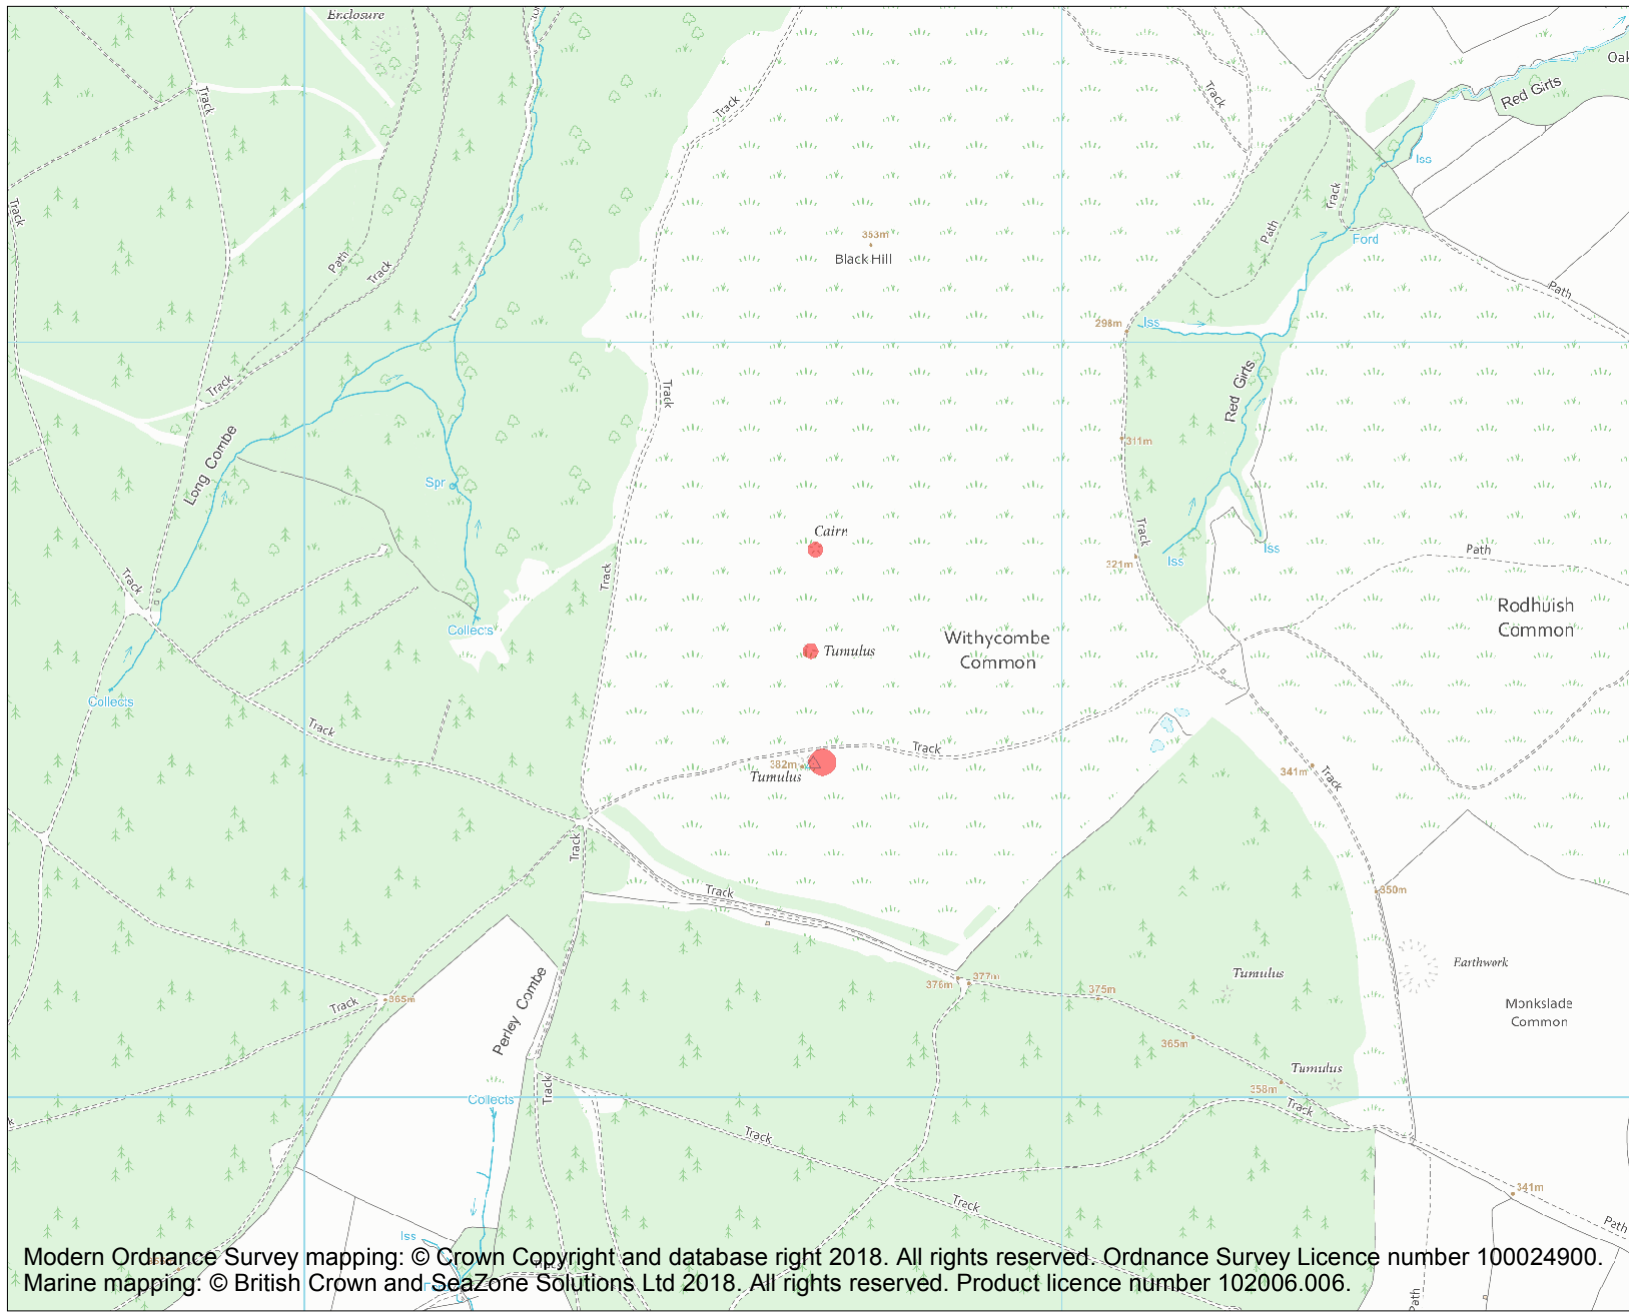 Enclosure
Oak
Track
Track
Track
Red Girts
Iss
Track
Track
Path
Ford
353m
Black Hill
Path
Track
Path
298m
Iss
Track
Track
Red Girts
311m
Long Combe
Spr
Cairn
Track
Iss
Iss
Path
321m
Track
Track
Rodhuish
Common
Collects
Withycombe
Common
Tumulus
Collects
Track
Track
382m
Tumulus
341m
Track
Track
Track
350m
Perley Combe
Tumulus
Earthwork
377m
376m
375m
365m
Track
Monkslade
Common
365m
Tumulus
358m
Track
Collects
Track
Track
Track
341m
Path
Iss
Path
Modern Ordnance Survey mapping: © Crown Copyright and database right 2018. All rights reserved. Ordnance Survey Licence number 100024900.
Marine mapping: © British Crown and SeaZone Solutions Ltd 2018. All rights reserved. Product licence number 102006.006.